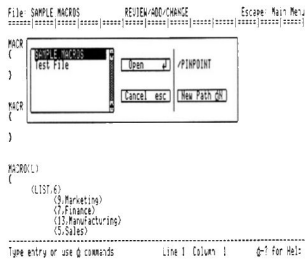 File: SAMPLE MACROS REVIEW/ADD/CHANGE Escape: Main Menu
=====|=====|=====|=====|=====|=====|=====|=====|=====|=====|=====|=====|=====|
MACR
{
SAMPLE MACROS
Test File
Open
/PINPOINT
}
Cancel esc
New Path
MACR
{
}
MACRO(L)
{
(LIST,6)
(9,Marketing)
(7,Finance)
(13,Manufacturing)
(5,Sales)
Type entry or use commands Line 1 Column 1 -? For Help